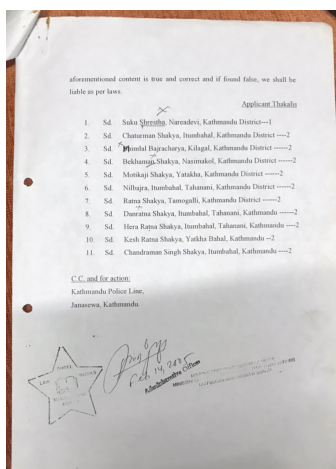 aforementioned content is true and correct and if found false, we shall be
liable as per laws.
Applicant Thakalis
1. Sd. Suku Shrestha, Nareadevi, Kathmandu District---1
2. Sd. Chaturman Shakya, Itumbahal, Kathmandu District -----2
3. Sd. Bajracharya, Kilagal, Kathmandu District ------2
4. Sd. Bekhaman Shakya, Nasimakol, Kathmandu District ------2
5. Sd. Motikaji Shakya, Yatakha, Kathmandu District ------2
6. Sd. Nilbajra, Itumbahal, Tahanani, Kathmandu District -----2
7. Sd. Ratna Shakya, Tamogalli, Kathmandu District -----2
8. Sd. Danratna Shakya, Itumbahal, Tahanani, Kathmandu -----2
9. Sd. Hera Ratna Shakya, Itumbahal, Tahanani, Kathmandu ----2
10. Sd. Kesh Ratna Shakya, Yatkha Bahal, Kathmandu --2
11. Sd. Chandraman Singh Shakya, Itumbahal, Kathmandu ----2
C.C. and for action:
Kathmandu Police Line,
Janasewa, Kathmandu.
Feb 14, 2005
Administrative Officer
LAW